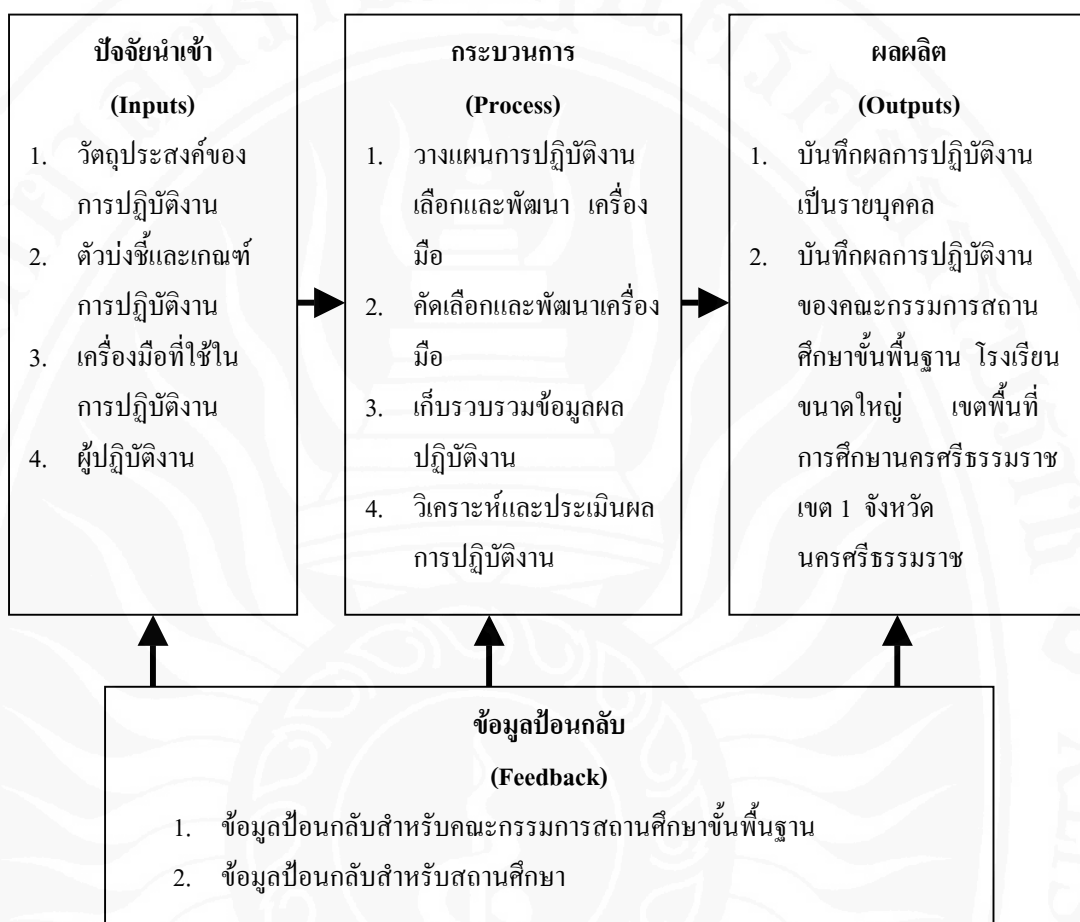 ปัจจัยนำเข้า
(Inputs)
1. วัตถุประสงค์ของ
การปฏิบัติงาน
2. ตัวบ่งชี้และเกณฑ์
การปฏิบัติงาน
3. เครื่องมือที่ใช้ใน
การปฏิบัติงาน
4. ผู้ปฏิบัติงาน
กระบวนการ
(Process)
1. วางแผนการปฏิบัติงาน
เลือกและพัฒนา เครื่อง
มือ
2. คัดเลือกและพัฒนาเครื่อง
มือ
3. เก็บรวบรวมข้อมูลผล
ปฏิบัติงาน
4. วิเคราะห์และประเมินผล
การปฏิบัติงาน
ผลผลิต
(Outputs)
1. บันทึกผลการปฏิบัติงาน
เป็นรายบุคคล
2. บันทึกผลการปฏิบัติงาน
ของคณะกรรมการสถาน
ศึกษาขั้นพื้นฐาน โรงเรียน
ขนาดใหญ่ เขตพื้นที่
การศึกษานครศรีธรรมราช
เขต 1 จังหวัด
นครศรีธรรมราช
ข้อมูลป้อนกลับ
(Feedback)
1. ข้อมูลป้อนกลับสำหรับคณะกรรมการสถานศึกษาขั้นพื้นฐาน
2. ข้อมูลป้อนกลับสำหรับสถานศึกษา